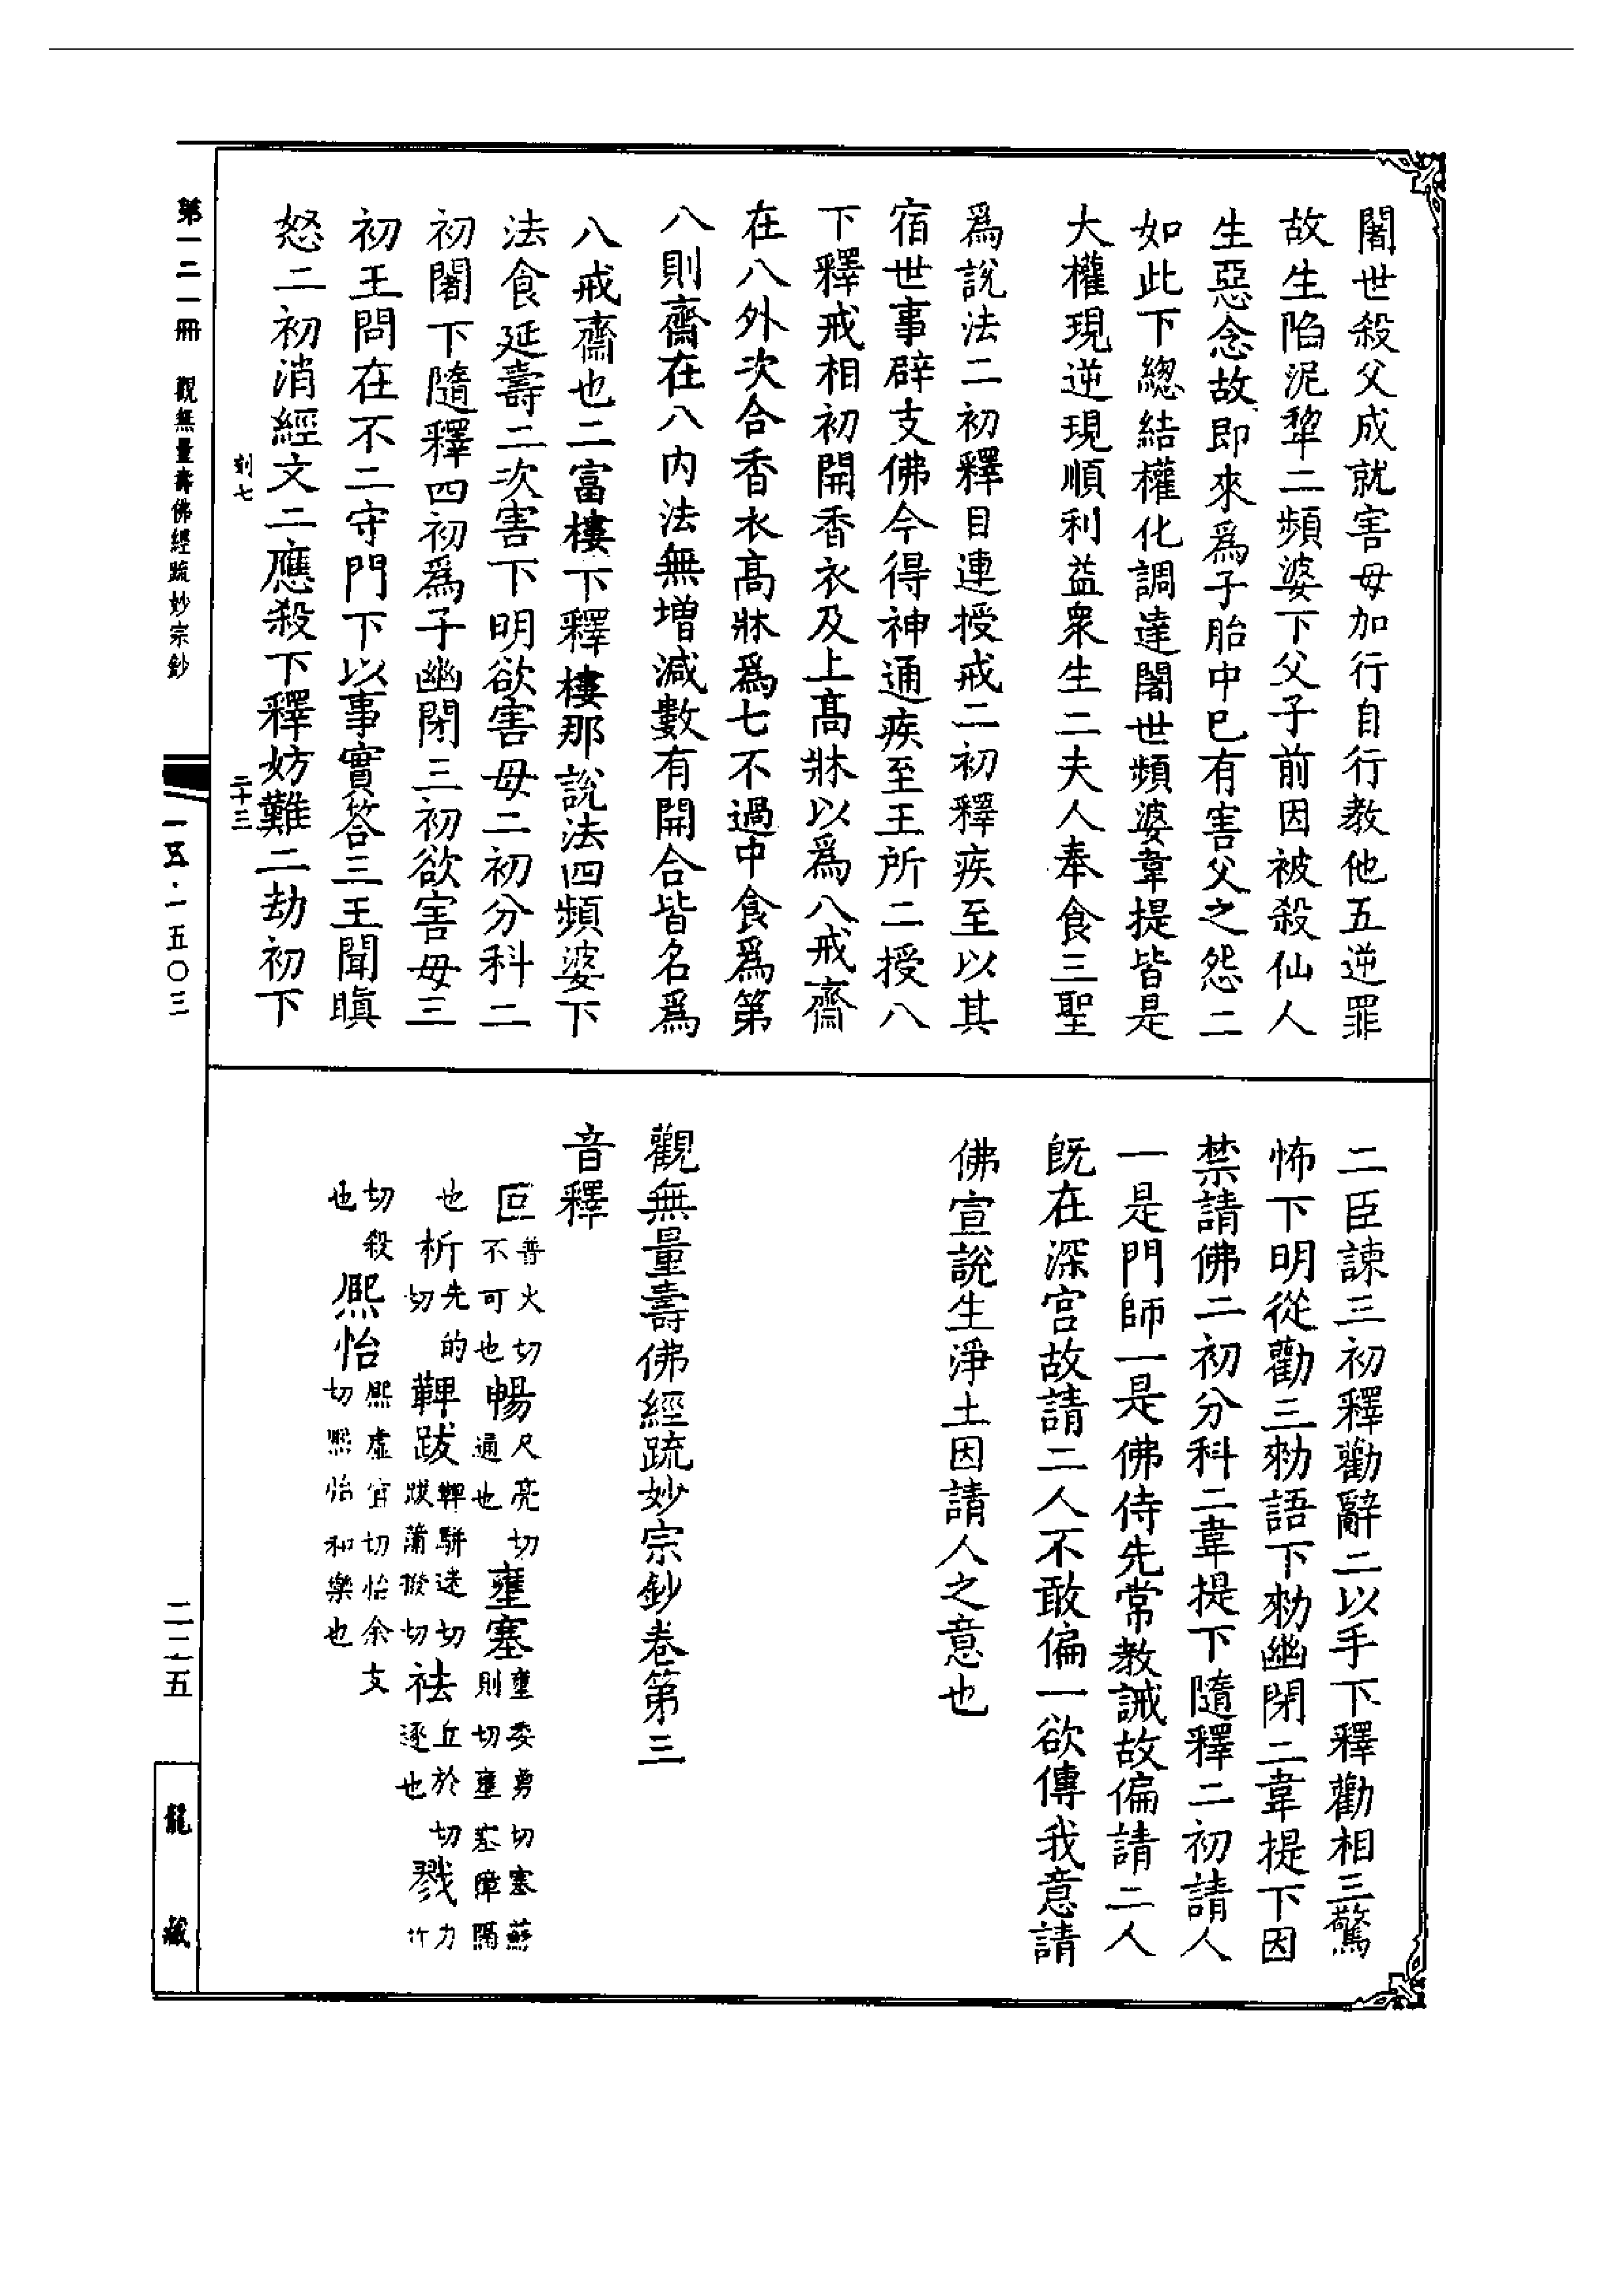 闍世殺父成就害母加行自行教他五逆罪
故生陷泥犂二頻婆下父子前因被殺仙人
生惡念故即來爲子胎中已有害父之怨二
如此下緫結權化調達闍世頻婆韋提皆是
大權現逆現順利益衆生二夫人奉食三聖
爲說法二初釋目連授戒二初釋疾至以其
宿世事辟支佛今得神通疾至王所二授八
下釋戒相初開香衣及上高牀以爲八戒齋
在八外次合香衣高牀爲七不過中食爲第
八則齋在八内法無增減數有開合皆名爲
八戒齋也二富樓下釋樓那說法四頻婆下
法食延壽二次害下明欲害母二初分科二
初闍下隨釋四初爲子幽閉三初欲害母三
初王問在不二守門下以事實答三王聞瞋
怒二初消經文二應殺下釋妨難二劫初下
二臣諫三初釋勸辭二以手下釋勸相三驚
怖下明從勸三勑語下勑幽閉二韋提下因
禁請佛二初分科二韋提下隨釋二初請人
一是門師一是佛侍先常教誡故偏請二人
既在深宫故請二人不敢偏一欲傳我意請
佛宣說生淨土因請人之意也
觀無量壽佛經疏妙宗鈔卷第三
音釋
叵普火切不可也 暢尺亮切通也 壅塞壅委勇切塞蘇則切壅塞障隔
也 析先的切 鞞跋鞞駢迷切跋蒲撥切 祛丘於切逐也 戮力竹
切殺也 熈怡熈虚宜切怡余支切熈怡和樂也
刻七
二十三
第一二一冊 觀無量壽佛經疏妙宗鈔
一五·一五〇三
二二五
龍藏